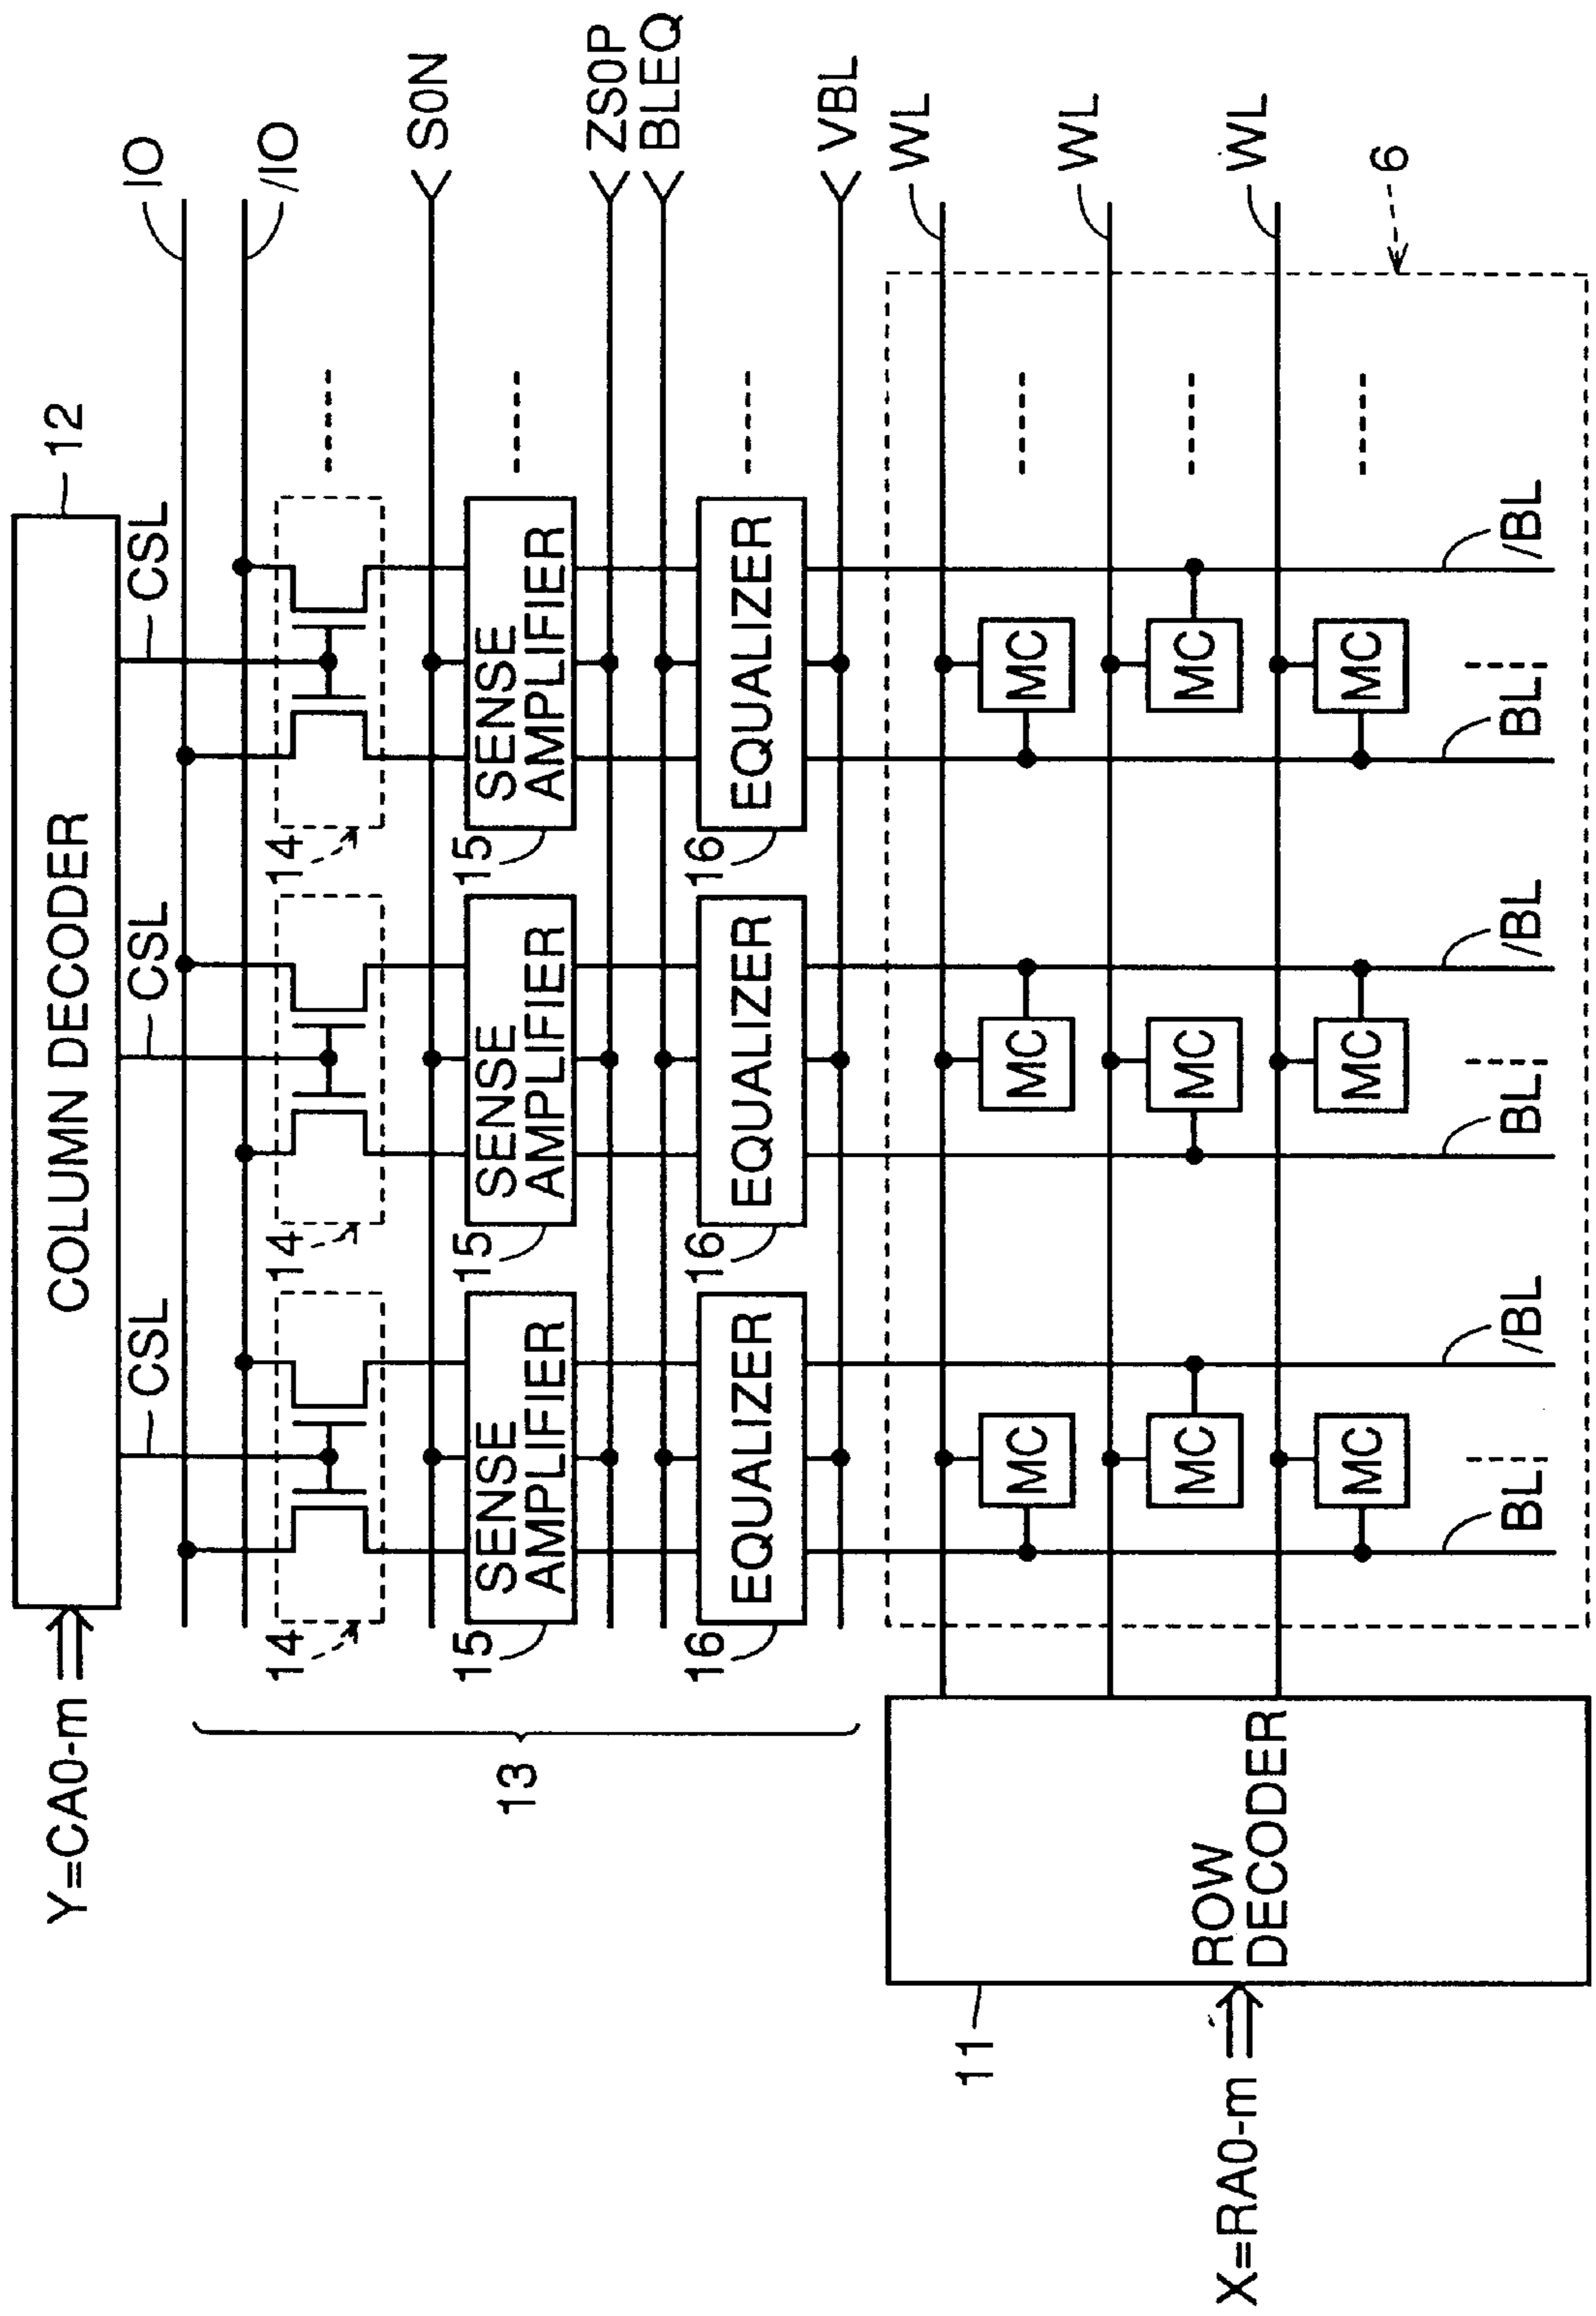 Y=CA0-m
COLUMN DECODER
12
CSL
CSL
CSL
IO
/IO
14
14
14
S0N
15
SENSE
AMPLIFIER
15
SENSE
AMPLIFIER
15
SENSE
AMPLIFIER
ZS0P
BLEQ
16
EQUALIZER
16
EQUALIZER
16
EQUALIZER
VBL
13
WL
MC
MC
MC
WL
MC
MC
MC
WL
MC
MC
MC
6
BL
/BL
BL
/BL
BL
/BL
11
ROW
DECODER
X=RA0-m